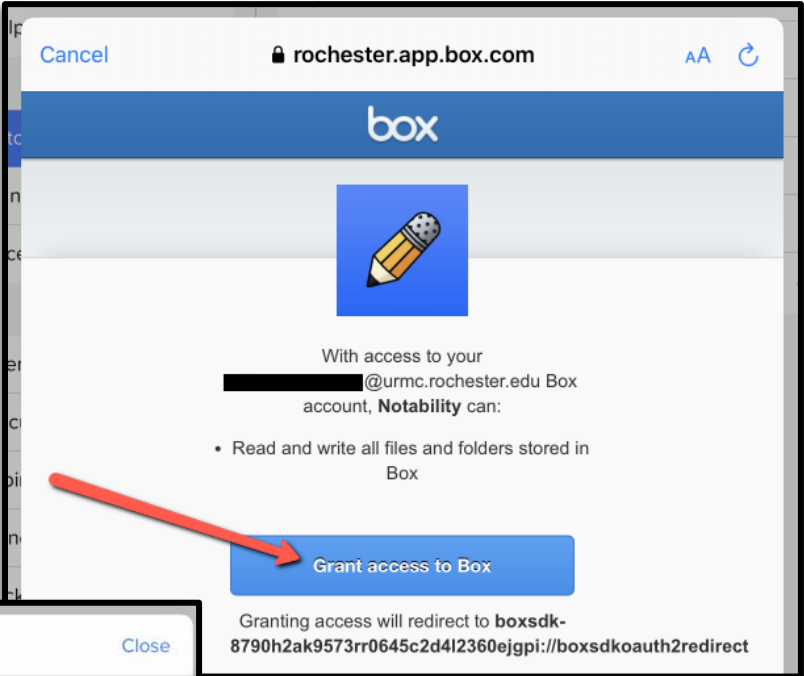 Cancel
rochester.app.box.com
AA
box
With access to your
@urmc.rochester.edu Box
account, Notability can:
• Read and write all files and folders stored in
Box
Grant access to Box
Granting access will redirect to boxsdk-
8790h2ak9573rr0645c2d4l2360ejgpi://boxsdkoauth2redirect
Close